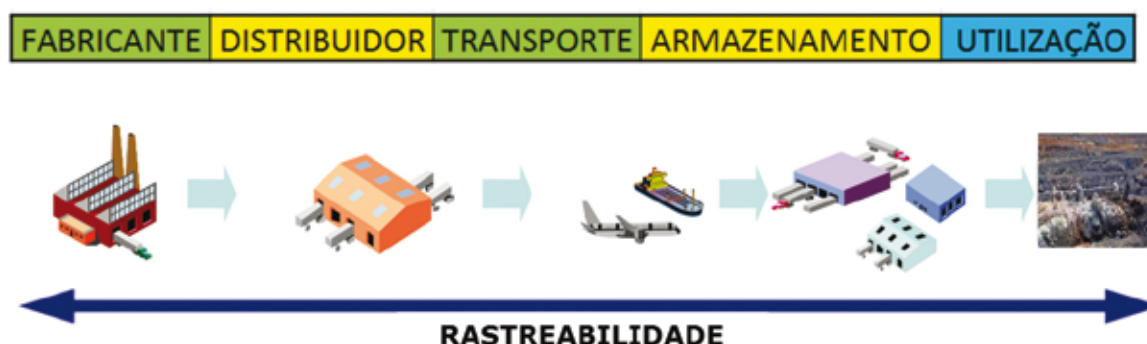 FABRICANTE DISTRIBUIDOR TRANSPORTE ARMAZENAMENTO UTILIZAÇÃO
RASTREABILIDADE